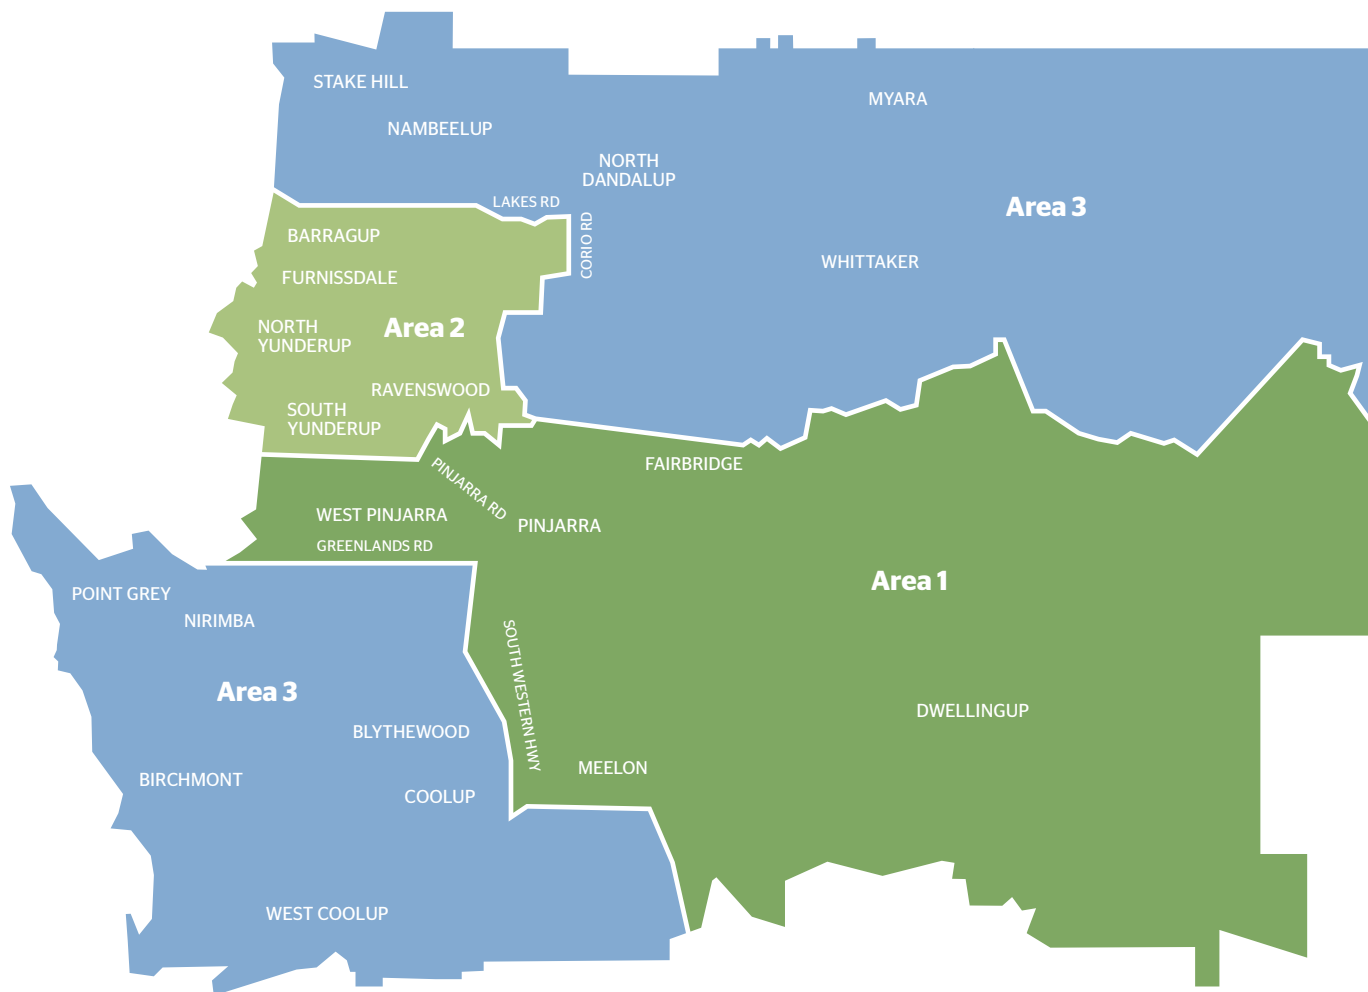 STAKE HILL
MYARA
NAMBEELUP
NORTH
DANDALUP
LAKES RD
Area 3
CORIO RD
BARRAGUP
WHITTAKER
FURNISSDALE
NORTH
YUNDERUP
Area 2
RAVENSWOOD
SOUTH
YUNDERUP
FAIRBRIDGE
PINJARRA RD
WEST PINJARRA
PINJARRA
GREENLANDS RD
Area 1
POINT GREY
NIRIMBA
SOUTH WESTERN HWY
Area 3
DWELLINGUP
BLYTHEWOOD
MEELON
BIRCHMONT
COOLUP
WEST COOLUP